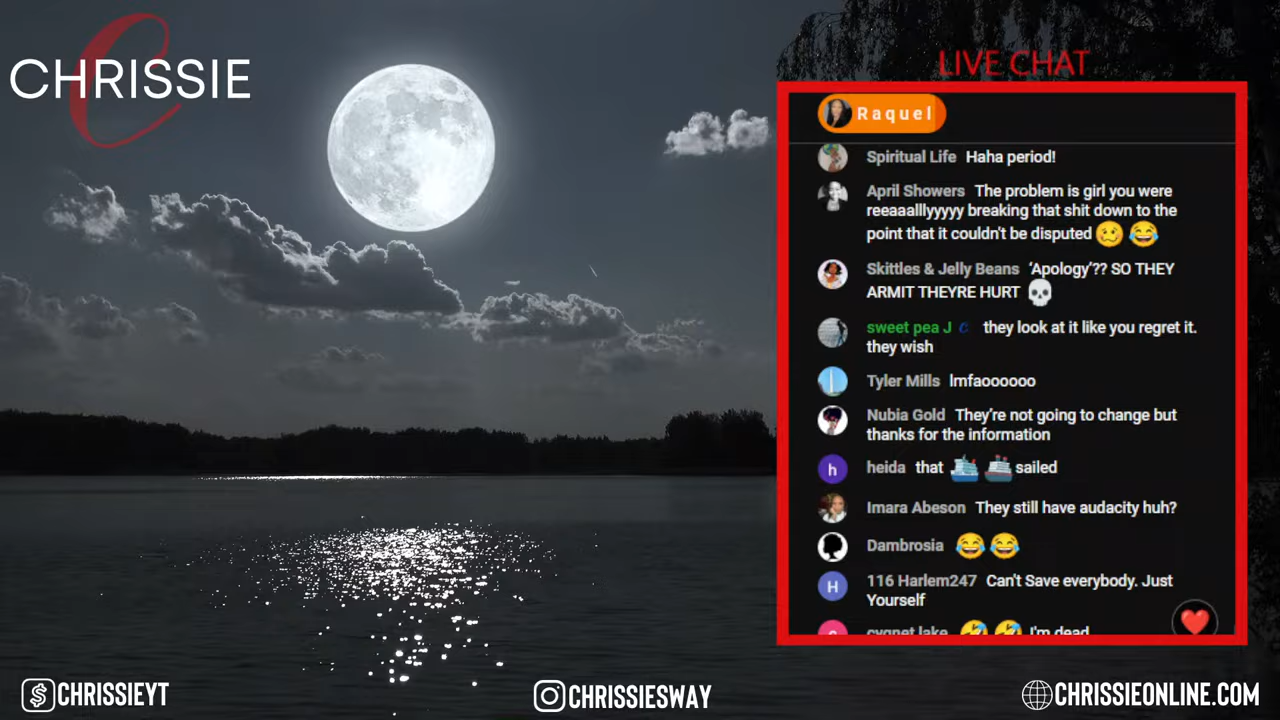 CHRISSIE
LIVE CHAT
Raquel
Spiritual Life Haha period!
April Showers The problem is girl you were
reeaaalllyyyyy breaking that shit down to the
point that it couldn't be disputed
Skittles & Jelly Beans ‘Apology’?? SO THEY
ARMIT THEYRE HURT
sweet pea J C they look at it like you regret it.
they wish
Tyler Mills lmfaoooooo
Nubia Gold They’re not going to change but
thanks for the information
h heida that sailed
Imara Abeson They still have audacity huh?
Dambrosia
H 116 Harlem247 Can't Save everybody. Just
Yourself
cygnet lake I'm dead
$ CHRISSIEYT
CHRISSIESWAY
CHRISSIEONLINE.COM